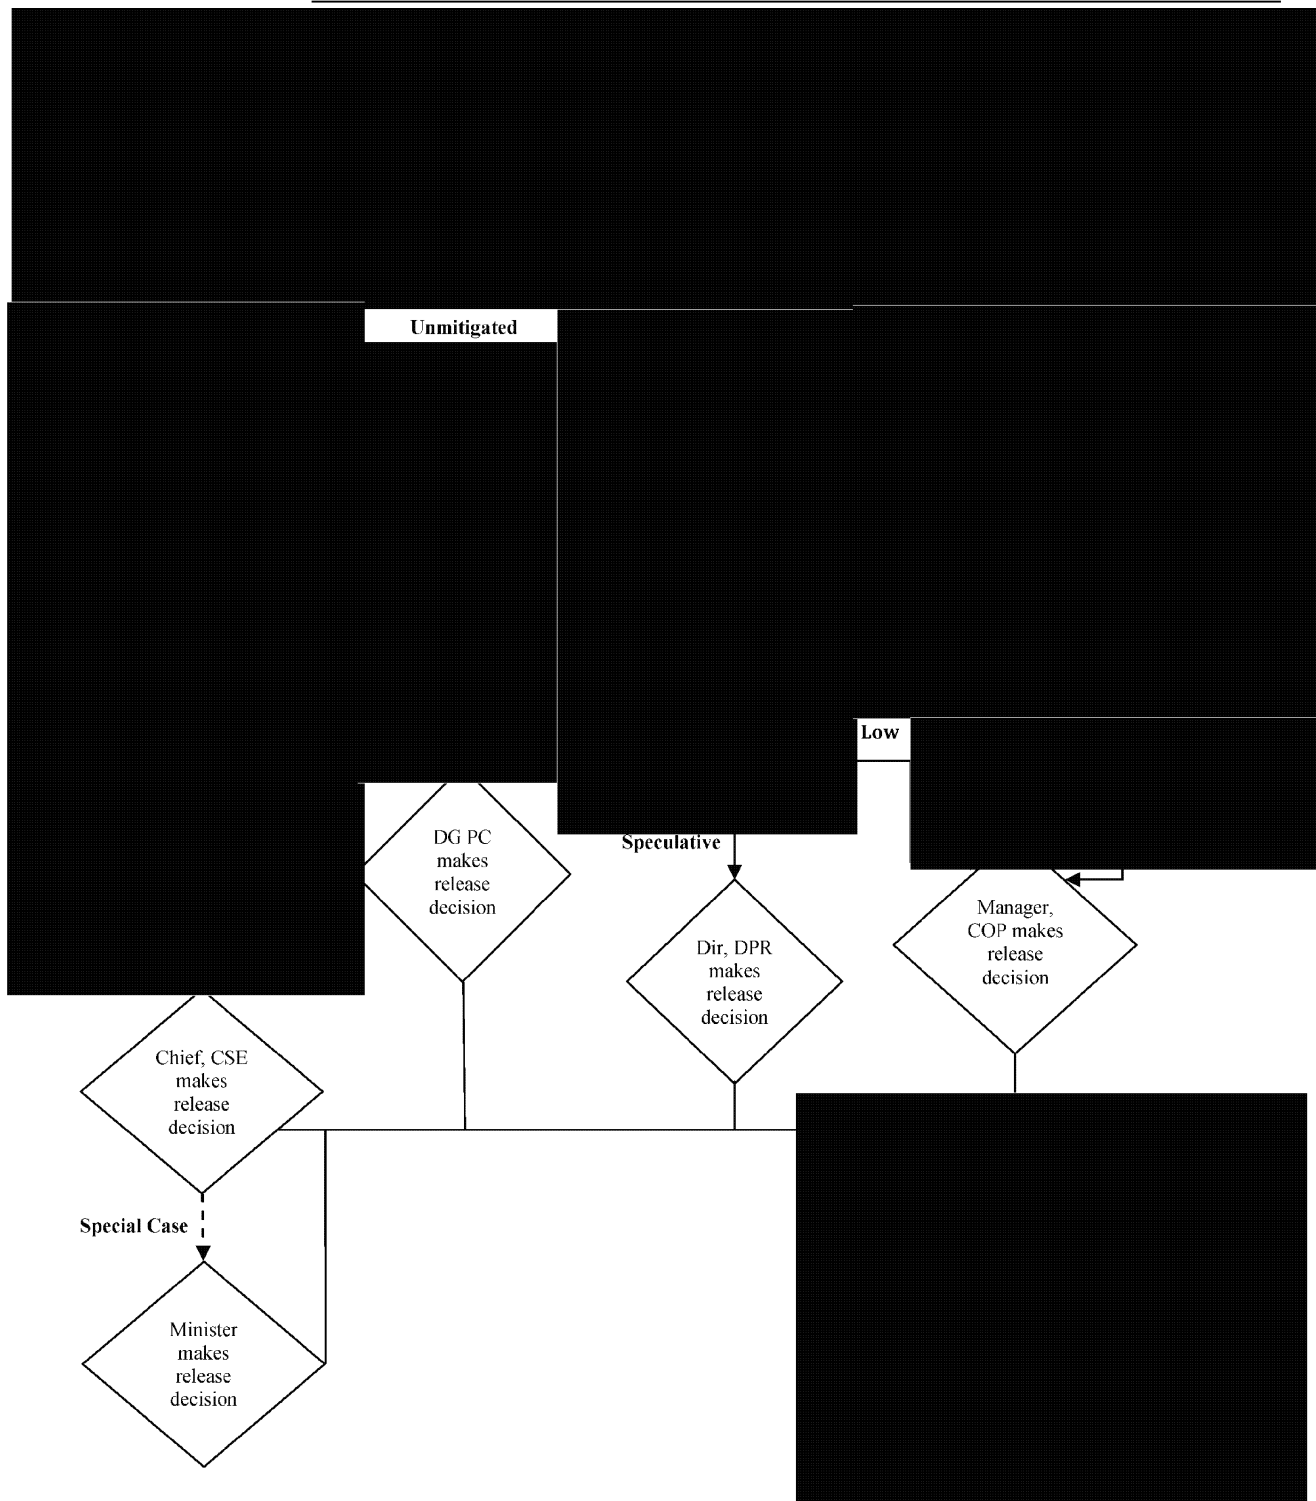 Unmitigated
Low
DG PC
makes
release
decision
Speculative
Manager,
COP makes
release
decision
Dir, DPR
makes
release
decision
Chief, CSE
makes
release
decision
Special Case
Minister
makes
release
decision